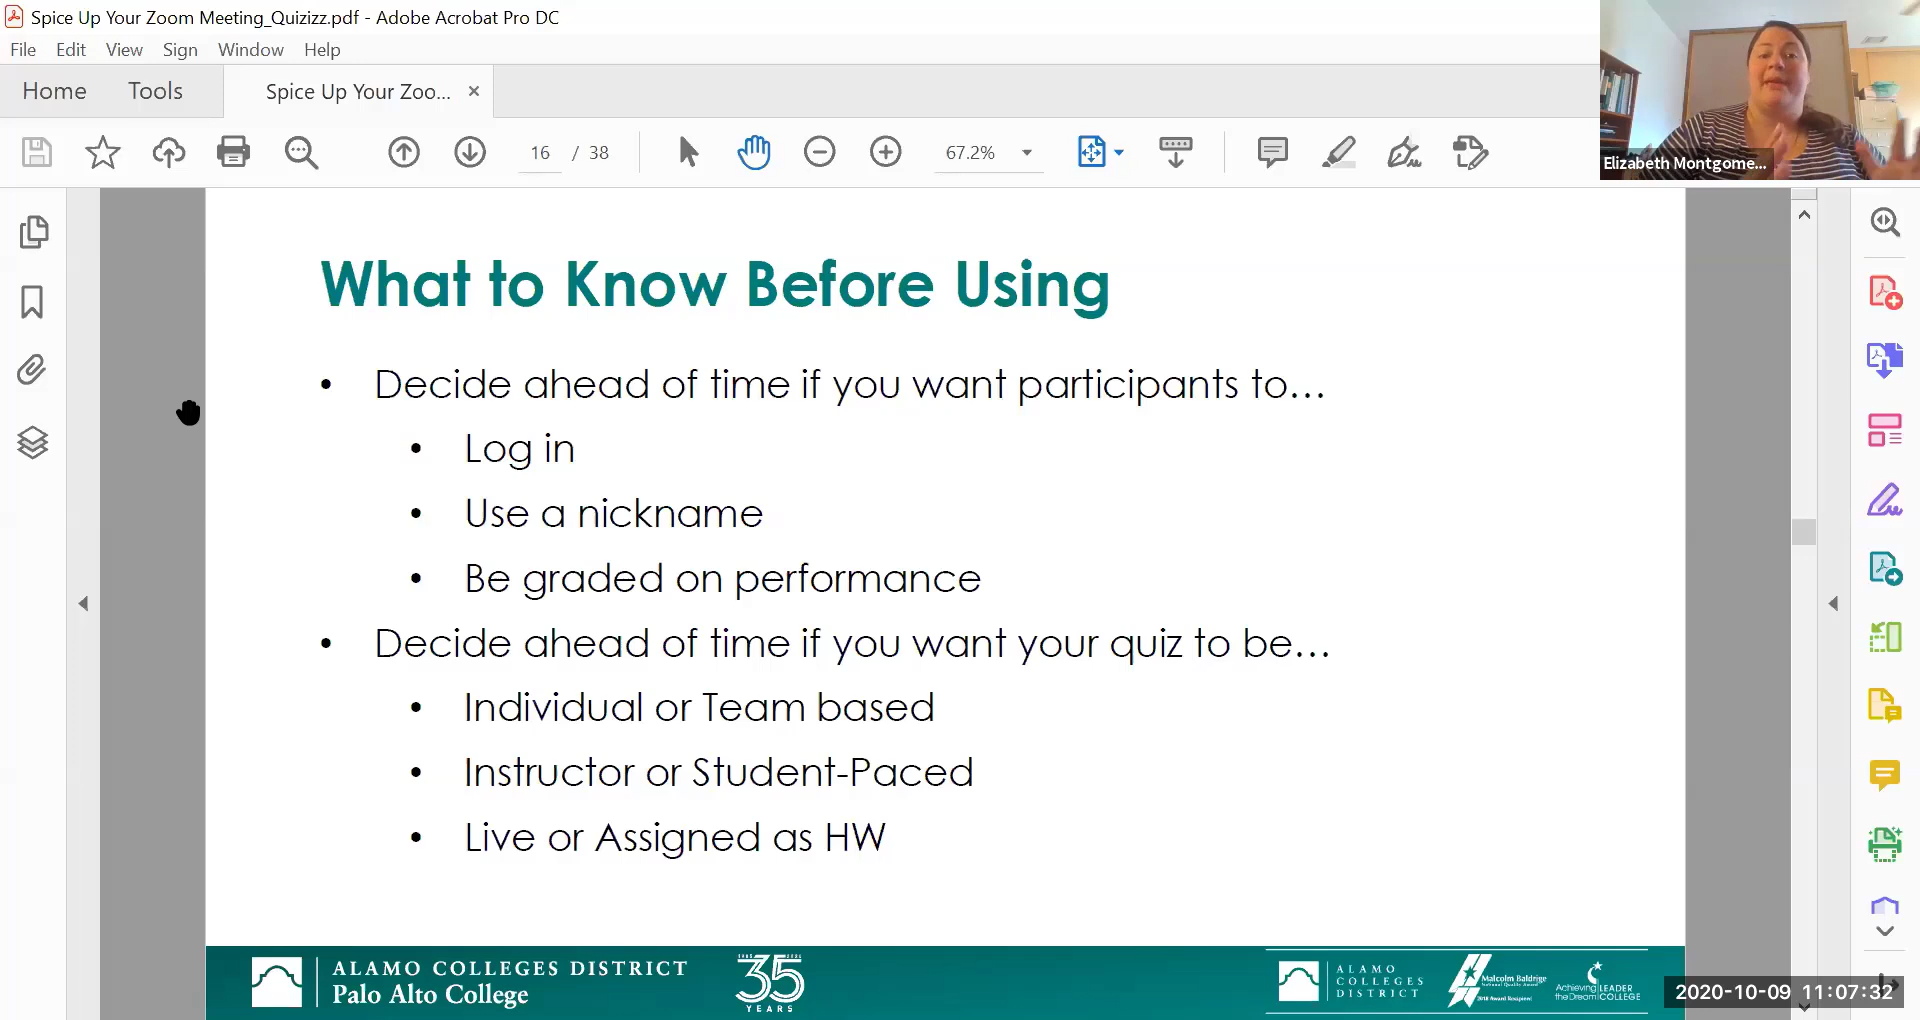 Spice Up Your Zoom Meeting_Quizizz.pdf - Adobe Acrobat Pro DC
File Edit View Sign Window Help
Home Tools Spice Up Your Zoo... ×
16 / 38 67.2%
Elizabeth Montgome...
What to Know Before Using
• Decide ahead of time if you want participants to…
• Log in
• Use a nickname
• Be graded on performance
• Decide ahead of time if you want your quiz to be…
• Individual or Team based
• Instructor or Student-Paced
• Live or Assigned as HW
ALAMO COLLEGES DISTRICT
Palo Alto College
35
YEARS
ALAMO
COLLEGES
DISTRICT
Malcolm Baldrige
National Quality Award
2018 Award Recipient
Achieving the Dream
LEADER
COLLEGE
2020-10-09 11:07:32